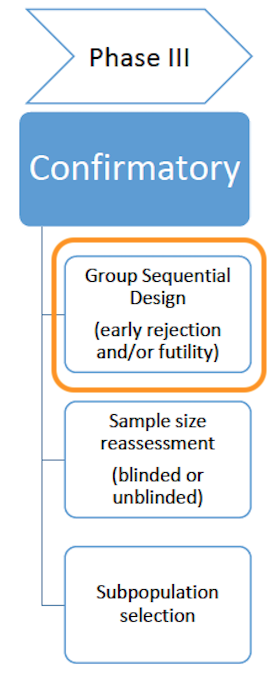 Phase III
Confirmatory
Group Sequential
Design
(early rejection
and/or futility)
Sample size
reassessment
(blinded or
unblinded)
Subpopulation
selection